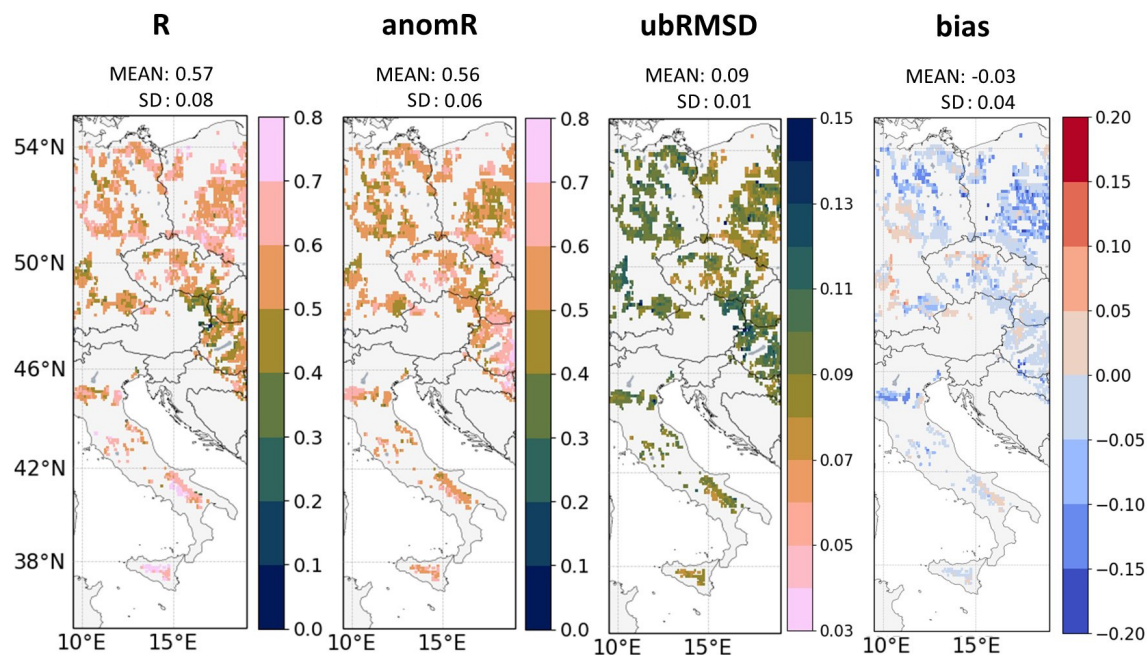 R anomR ubRMSD bias
MEAN: 0.57 MEAN: 0.56 MEAN: 0.09 MEAN: -0.03
SD: 0.08 SD: 0.06 SD: 0.01 SD: 0.04
0.8 0.8 0.15 0.20
54°N
0.7 0.7 0.13 0.15
0.6 0.6 0.10
50°N
0.5 0.5 0.11 0.05
46°N
0.4 0.4 0.09 0.00
0.3 0.3 0.07 −0.05
42°N
0.2 0.2 −0.10
38°N
0.1 0.1 0.05 −0.15
0.0 0.0 0.03 −0.20
10°E 15°E 10°E 15°E 10°E 15°E 10°E 15°E